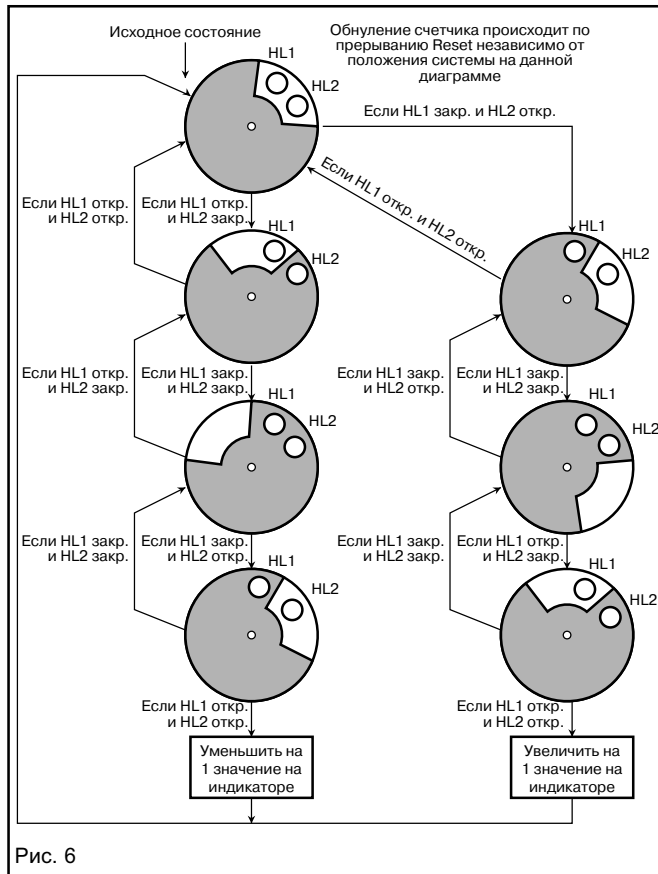 Исходное состояние
Обнуление счетчика происходит по
прерыванию Reset независимо от
положения системы на данной
диаграмме
HL1
HL2
Если HL1 закр. и HL2 откр.
Если HL1 откр. и HL2 откр.
Если HL1 откр.
и HL2 откр.
Если HL1 откр.
и HL2 закр.
HL1
HL2
HL1
HL2
Если HL1 откр.
и HL2 закр.
Если HL1 закр.
и HL2 закр.
HL1
HL2
Если HL1 закр.
и HL2 откр.
Если HL1 закр.
и HL2 закр.
HL1
HL2
Если HL1 закр.
и HL2 закр.
Если HL1 закр.
и HL2 откр.
HL1
HL2
Если HL1 закр.
и HL2 закр.
Если HL1 откр.
и HL2 закр.
HL1
HL2
Если HL1 откр.
и HL2 откр.
Если HL1 откр.
и HL2 откр.
Уменьшить на
1 значение на
индикаторе
Увеличить на
1 значение на
индикаторе
Рис. 6